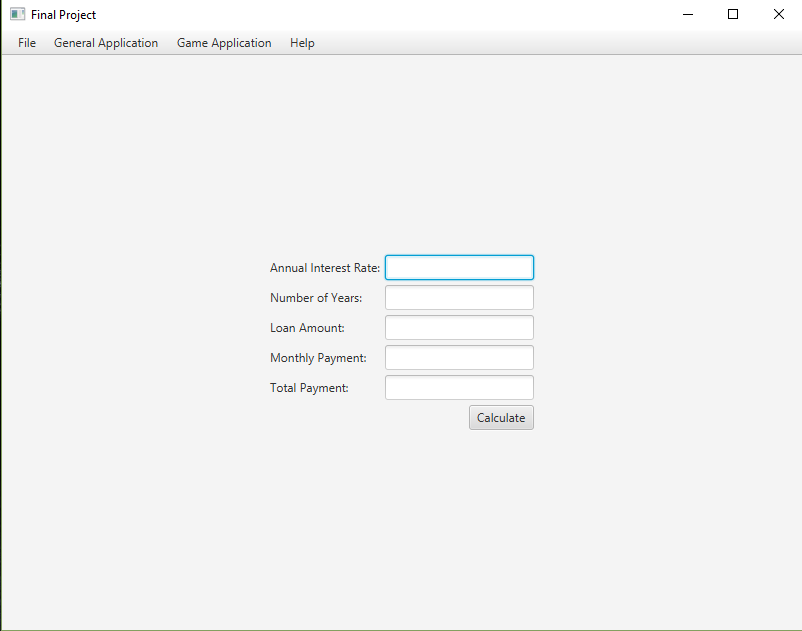 Final Project
File General Application Game Application Help
Annual Interest Rate:
Number of Years:
Loan Amount:
Monthly Payment:
Total Payment:
Calculate